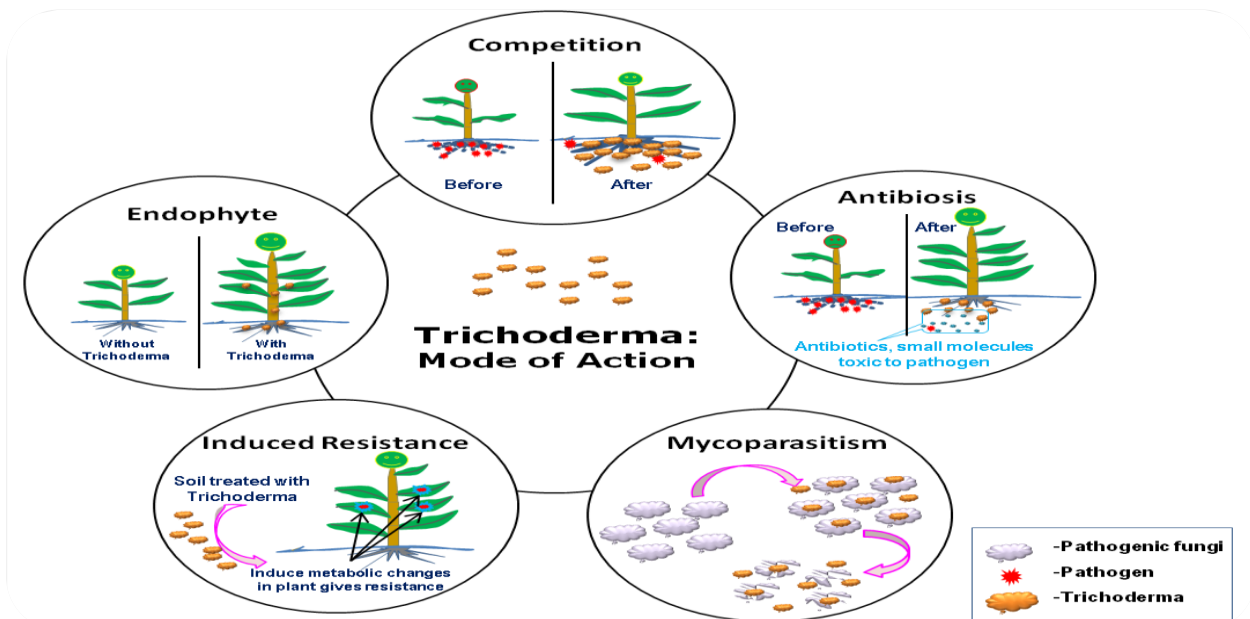 Competition
Before
After
Endophyte
Without
Trichoderma
With
Trichoderma
Antibiosis
Before
After
Antibiotics, small molecules
toxic to pathogen
Trichoderma:
Mode of Action
Induced Resistance
Soil treated with
Trichoderma
Induce metabolic changes
in plant gives resistance
Mycoparasitism
-Pathogenic fungi
-Pathogen
-Trichoderma